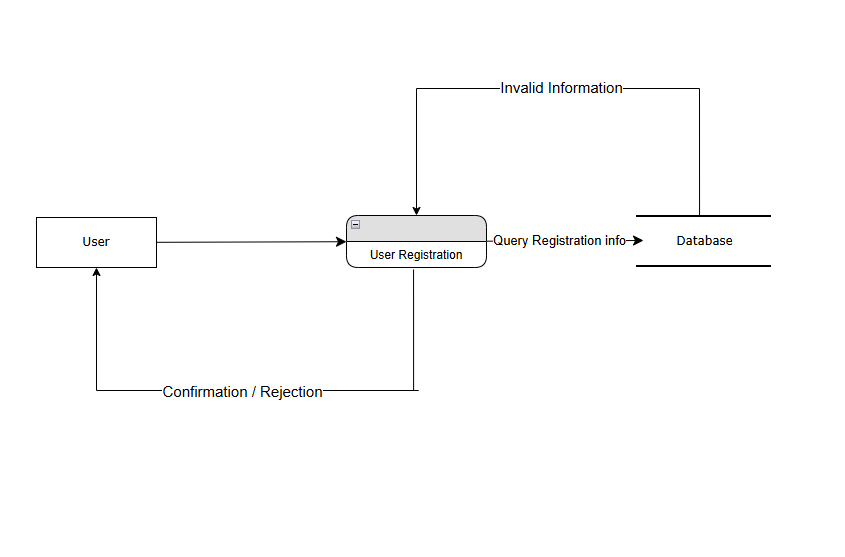 Invalid Information
User
User Registration
Query Registration info
Database
Confirmation / Rejection